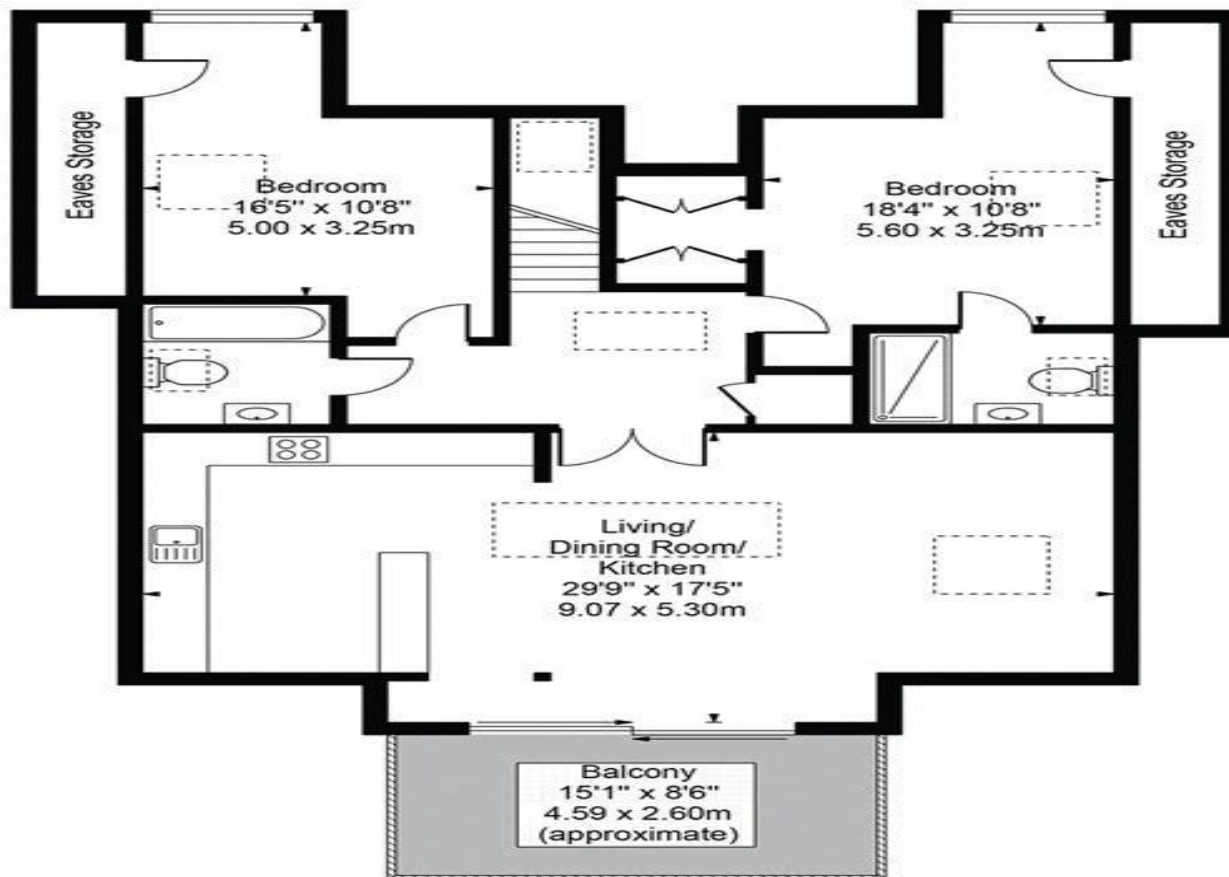 Eaves Storage
Bedroom
16'5" x 10'8"
5.00 x 3.25m
Bedroom
18'4" x 10'8"
5.60 x 3.25m
Eaves Storage
Living/
Dining Room/
Kitchen
29'9" x 17'5"
9.07 x 5.30m
Balcony
15'1" x 8'6"
4.59 x 2.60m
(approximate)